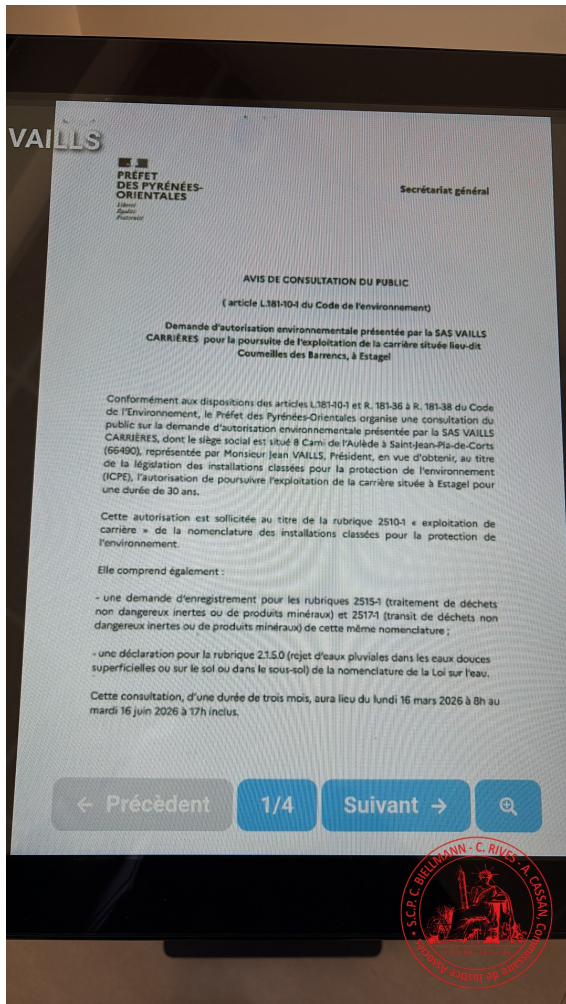 VAILLS
PRÉFET
DES PYRÉNÉES-
ORIENTALES
Liberté
Égalité
Fraternité
Secrétariat général
AVIS DE CONSULTATION DU PUBLIC
( article L.181-10-1 du Code de l'environnement)
Demande d'autorisation environnementale présentée par la SAS VAILLS
CARRIÈRES pour la poursuite de l'exploitation de la carrière située lieu-dit
Coumeilles des Barrencs, à Estagel
Conformément aux dispositions des articles L.181-10-1 et R. 181-36 à R. 181-38 du Code
de l'Environnement, le Préfet des Pyrénées-Orientales organise une consultation du
public sur la demande d'autorisation environnementale présentée par la SAS VAILLS
CARRIÈRES, dont le siège social est situé 8 Cami de l'Aulède à Saint-Jean-Pla-de-Corts
(66490), représentée par Monsieur Jean VAILLS, Président, en vue d'obtenir, au titre
de la législation des installations classées pour la protection de l'environnement
(ICPE), l'autorisation de poursuivre l'exploitation de la carrière située à Estagel pour
une durée de 30 ans.
Cette autorisation est sollicitée au titre de la rubrique 2510-1 « exploitation de
carrière » de la nomenclature des installations classées pour la protection de
l'environnement.
Elle comprend également :
- une demande d'enregistrement pour les rubriques 2515-1 (traitement de déchets
non dangereux inertes ou de produits minéraux) et 2517-1 (transit de déchets non
dangereux inertes ou de produits minéraux) de cette même nomenclature ;
- une déclaration pour la rubrique 2.1.5.0 (rejet d'eaux pluviales dans les eaux douces
superficielles ou sur le sol ou dans le sous-sol) de la nomenclature de la Loi sur l'eau.
Cette consultation, d'une durée de trois mois, aura lieu du lundi 16 mars 2026 à 8h au
mardi 16 juin 2026 à 17h inclus.
← Précèdent
1/4
Suivant →
S.C.P. C. BIELLMANN - C. RIVES - A. CASSAN, Commissaire de Justice Associés